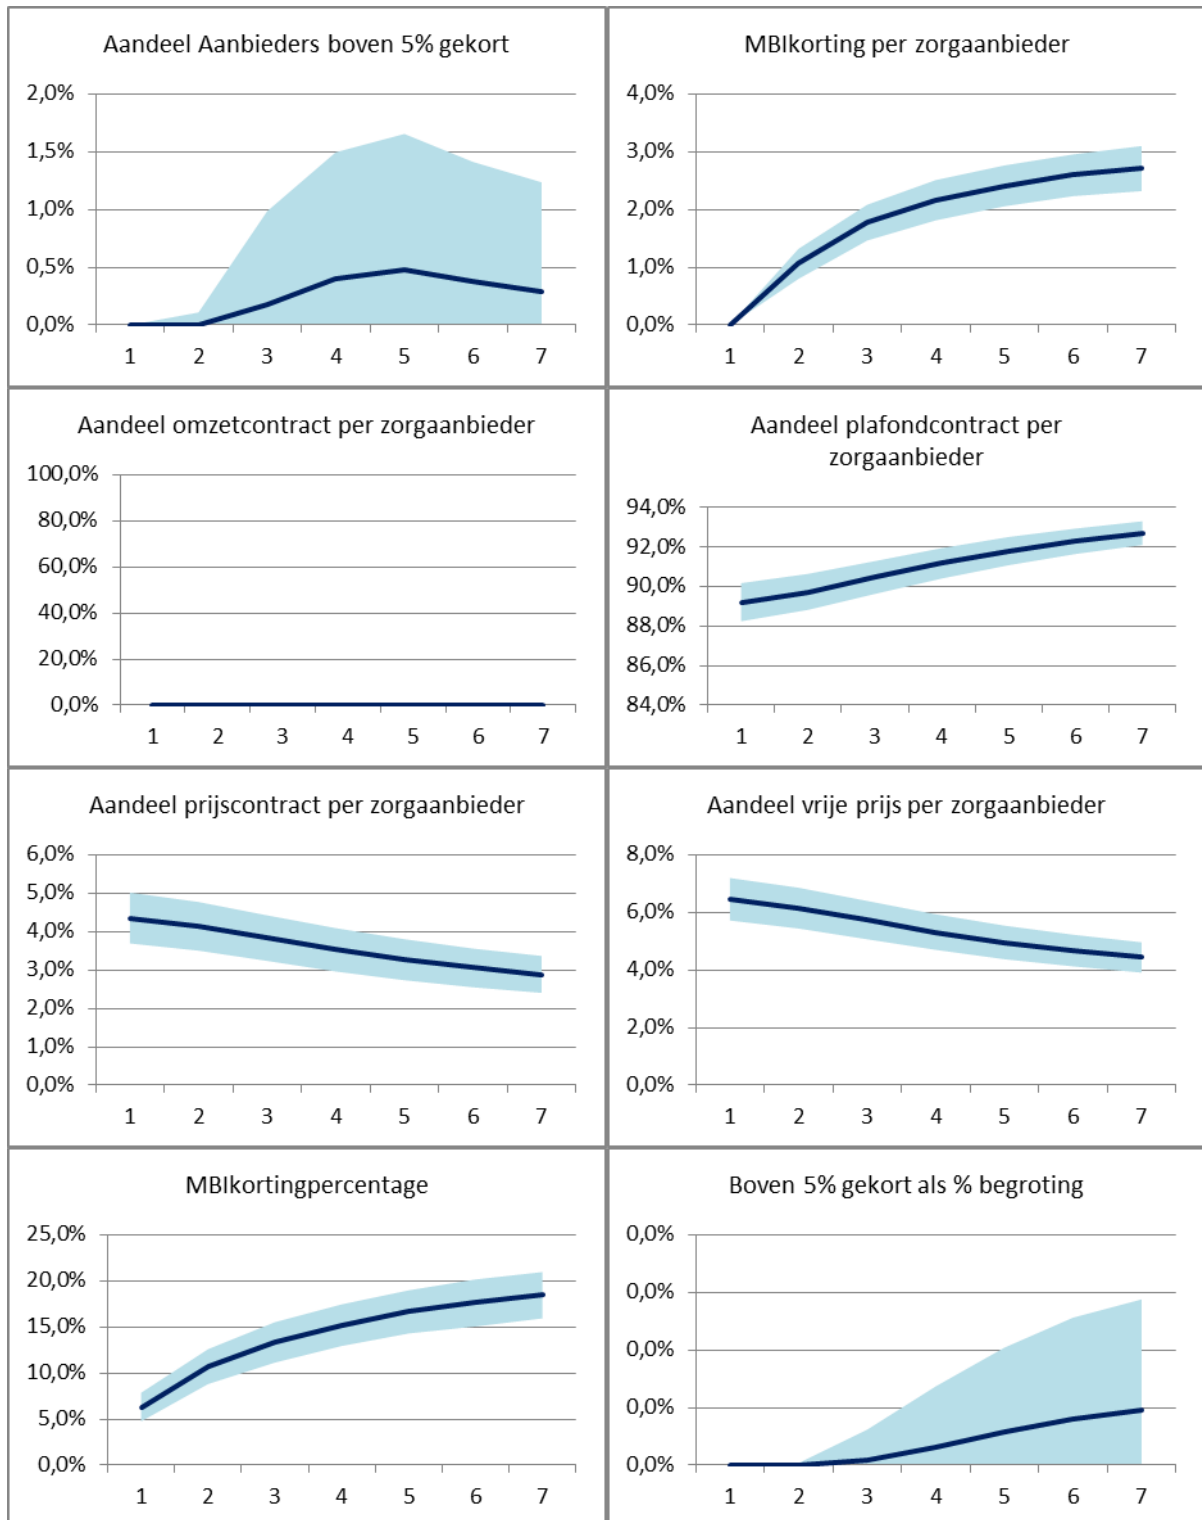 Aandeel Aanbieders boven 5% gekort
2,0%
1,5%
1,0%
0,5%
0,0%
1 2 3 4 5 6 7
MBIkorting per zorgaanbieder
4,0%
3,0%
2,0%
1,0%
0,0%
1 2 3 4 5 6 7
Aandeel omzetcontract per zorgaanbieder
100,0%
80,0%
60,0%
40,0%
20,0%
0,0%
1 2 3 4 5 6 7
Aandeel plafondcontract per
zorgaanbieder
94,0%
92,0%
90,0%
88,0%
86,0%
84,0%
1 2 3 4 5 6 7
Aandeel prijscontract per zorgaanbieder
6,0%
5,0%
4,0%
3,0%
2,0%
1,0%
0,0%
1 2 3 4 5 6 7
Aandeel vrije prijs per zorgaanbieder
8,0%
6,0%
4,0%
2,0%
0,0%
1 2 3 4 5 6 7
MBIkortingpercentage
25,0%
20,0%
15,0%
10,0%
5,0%
0,0%
1 2 3 4 5 6 7
Boven 5% gekort als % begroting
0,0%
0,0%
0,0%
0,0%
0,0%
1 2 3 4 5 6 7